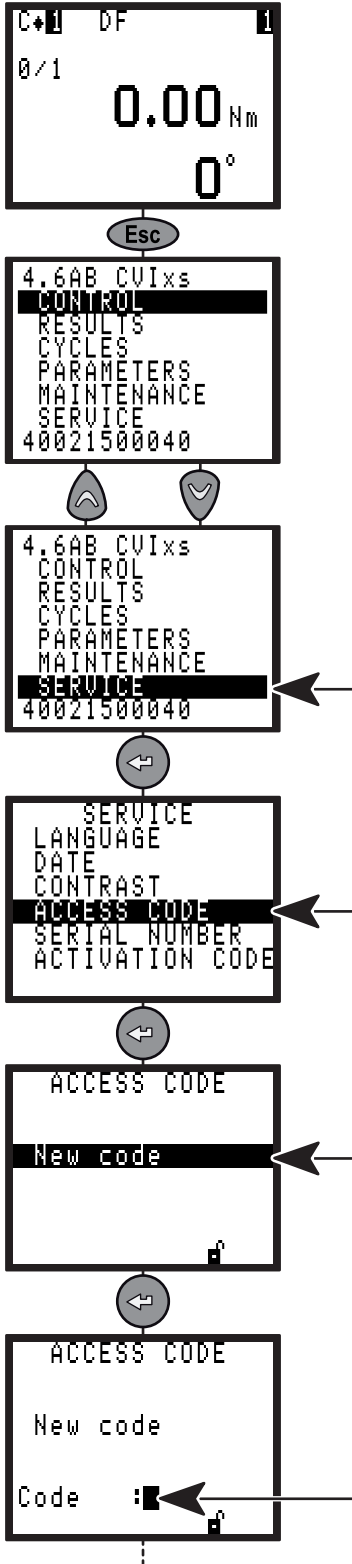 C♦1 DF 1
0/1
0.00 Nm
0°
Esc
4.6AB CVIxs
CONTROL
RESULTS
CYCLES
PARAMETERS
MAINTENANCE
SERVICE
40021500040
4.6AB CVIxs
CONTROL
RESULTS
CYCLES
PARAMETERS
MAINTENANCE
SERVICE
40021500040
SERVICE
LANGUAGE
DATE
CONTRAST
ACCESS CODE
SERIAL NUMBER
ACTIVATION CODE
ACCESS CODE
New code
ACCESS CODE
New code
Code :